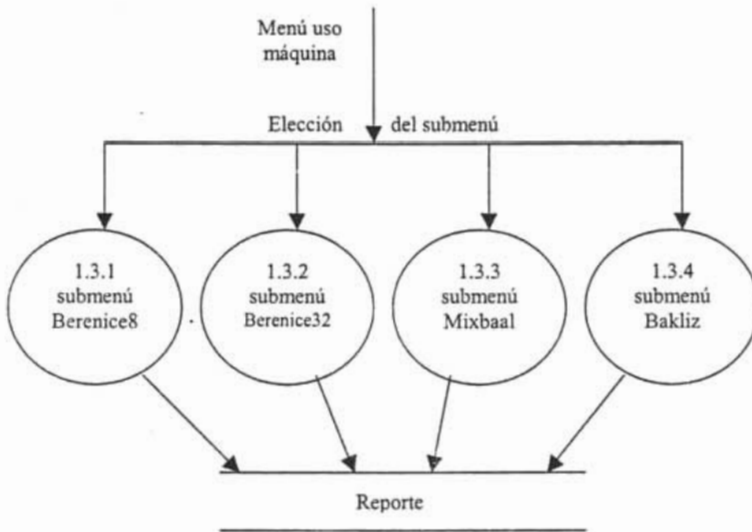 Menú uso
máquina
Elección del submenú
1.3.1
submenú
Berenice8
1.3.2
submenú
Berenice32
1.3.3
submenú
Mixbaal
1.3.4
submenú
Bakliz
Reporte